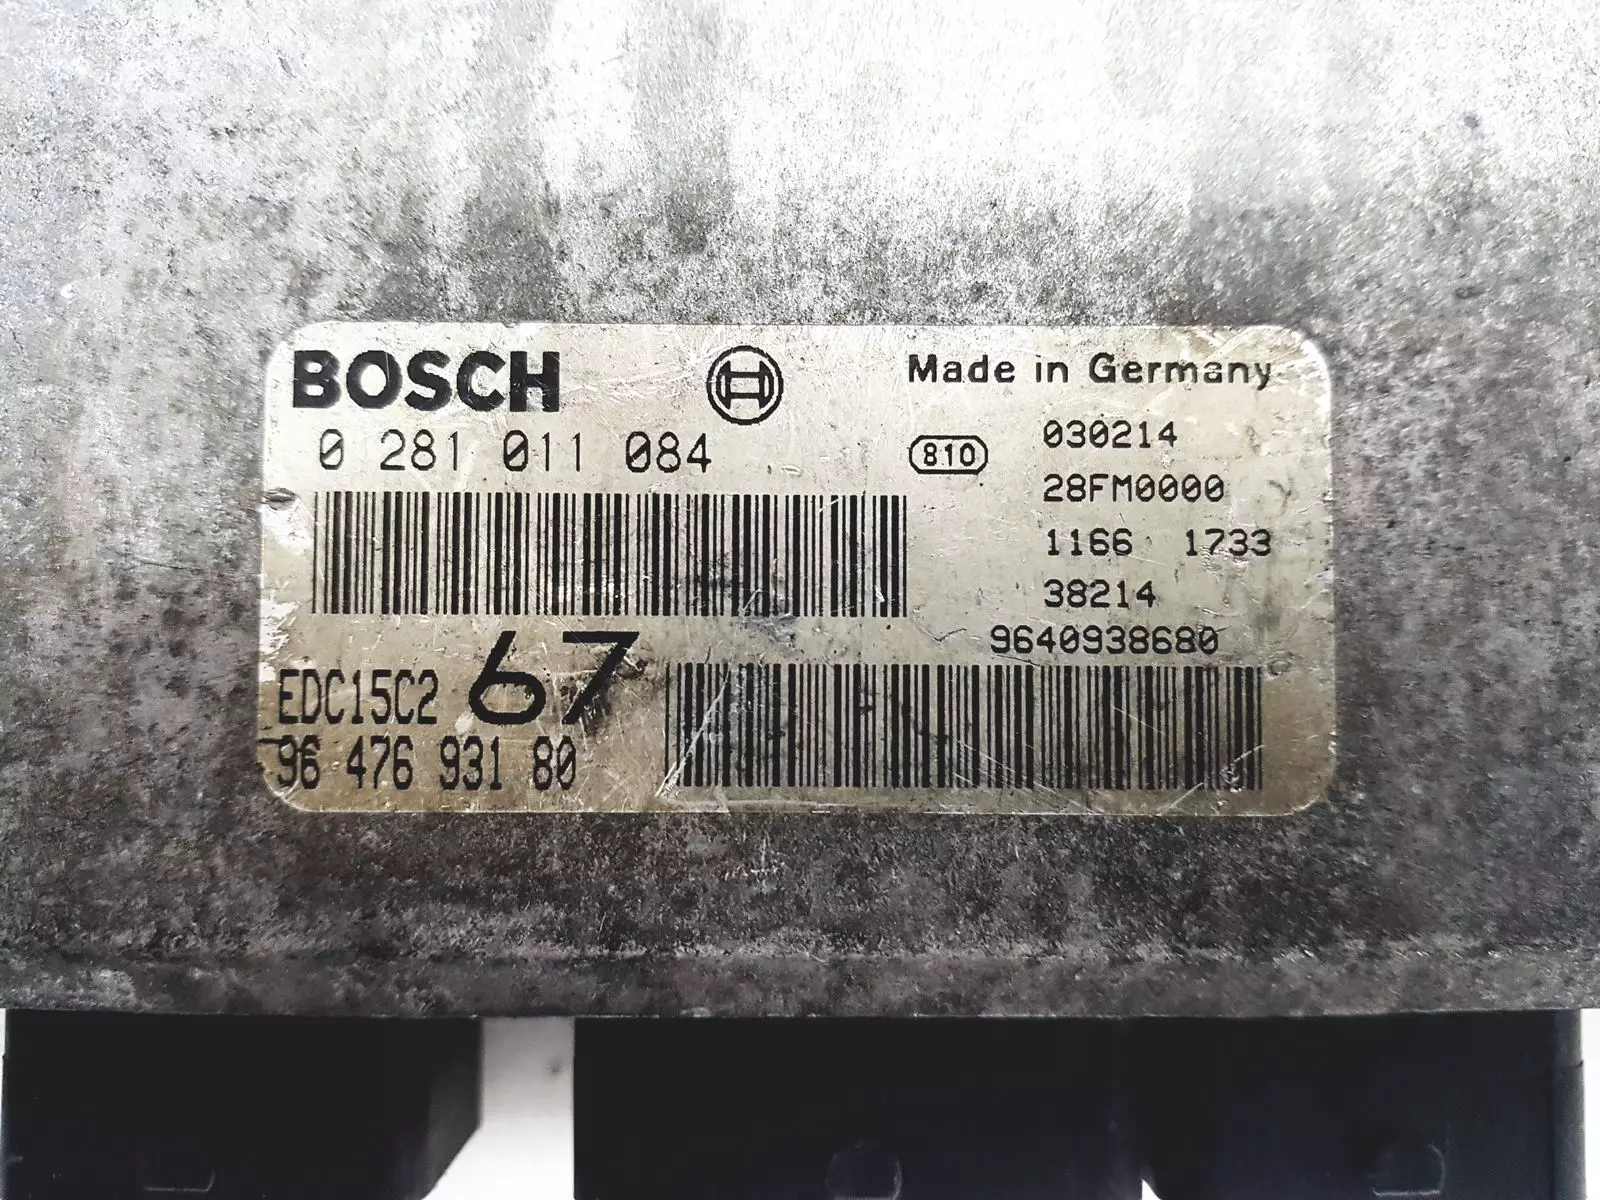 BOSCH
Made in Germany
0 281 011 084
810
030214
28FM0000
1166 1733
38214
9640938680
67
EDC15C2
96 476 931 80